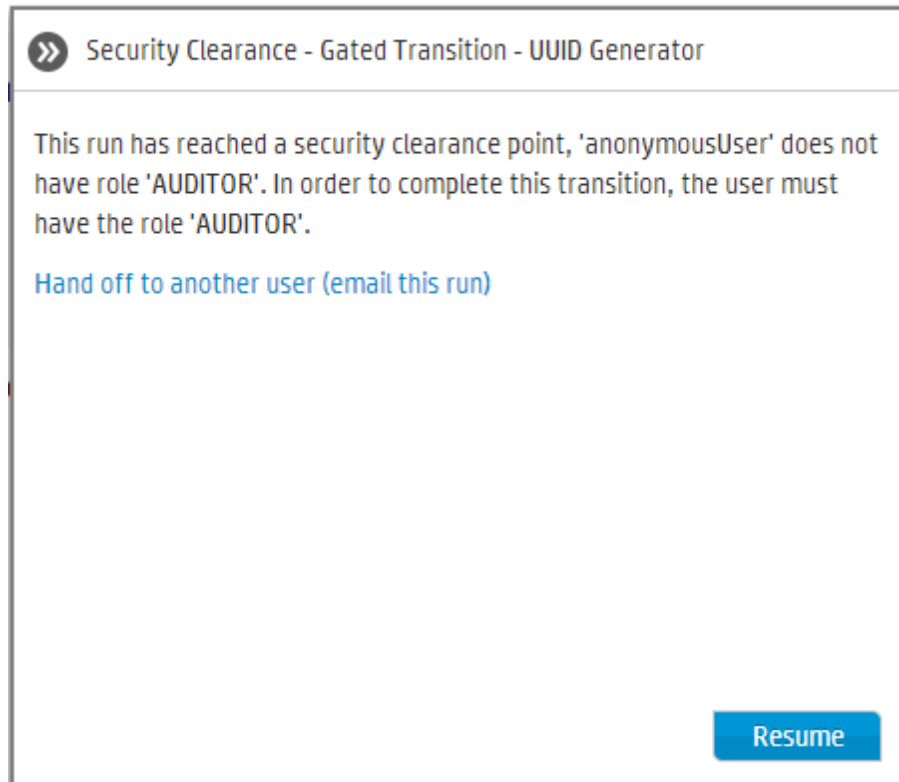 Security Clearance - Gated Transition - UUID Generator
This run has reached a security clearance point, 'anonymousUser' does not
have role 'AUDITOR'. In order to complete this transition, the user must
have the role 'AUDITOR'.
Hand off to another user (email this run)
Resume